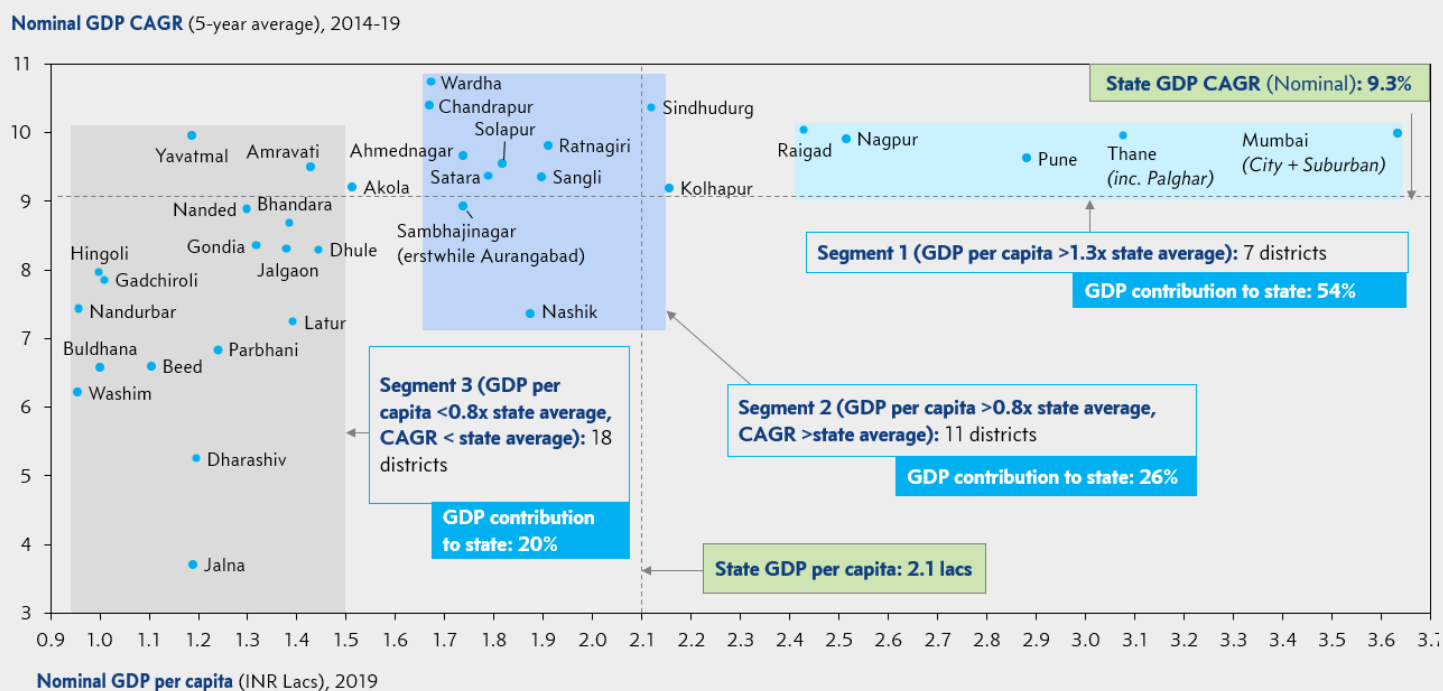 Nominal GDP CAGR (5-year average), 2014-19
11
10
9
8
7
6
5
4
3
State GDP CAGR (Nominal): 9.3%
Wardha
Chandrapur
Solapur
Sindhudurg
Yavatmal
Amravati
Ahmednagar
Ratnagiri
Satara
Sangli
Akola
Kolhapur
Raigad
Nagpur
Pune
Thane
(inc. Palghar)
Mumbai
(City + Suburban)
Nanded
Bhandara
Sambhajinagar
(erstwhile Aurangabad)
Gondia
Jalgaon
Dhule
Hingoli
Gadchiroli
Nandurbar
Latur
Nashik
Buldhana
Beed
Parbhani
Washim
Dharashiv
Jalna
Segment 1 (GDP per capita >1.3x state average): 7 districts
GDP contribution to state: 54%
Segment 3 (GDP per
capita <0.8x state average,
CAGR < state average): 18
districts
GDP contribution
to state: 20%
Segment 2 (GDP per capita >0.8x state average,
CAGR >state average): 11 districts
GDP contribution to state: 26%
State GDP per capita: 2.1 lacs
0.9 1.0 1.1 1.2 1.3 1.4 1.5 1.6 1.7 1.8 1.9 2.0 2.1 2.2 2.3 2.4 2.5 2.6 2.7 2.8 2.9 3.0 3.1 3.2 3.3 3.4 3.5 3.6 3.7
Nominal GDP per capita (INR Lacs), 2019